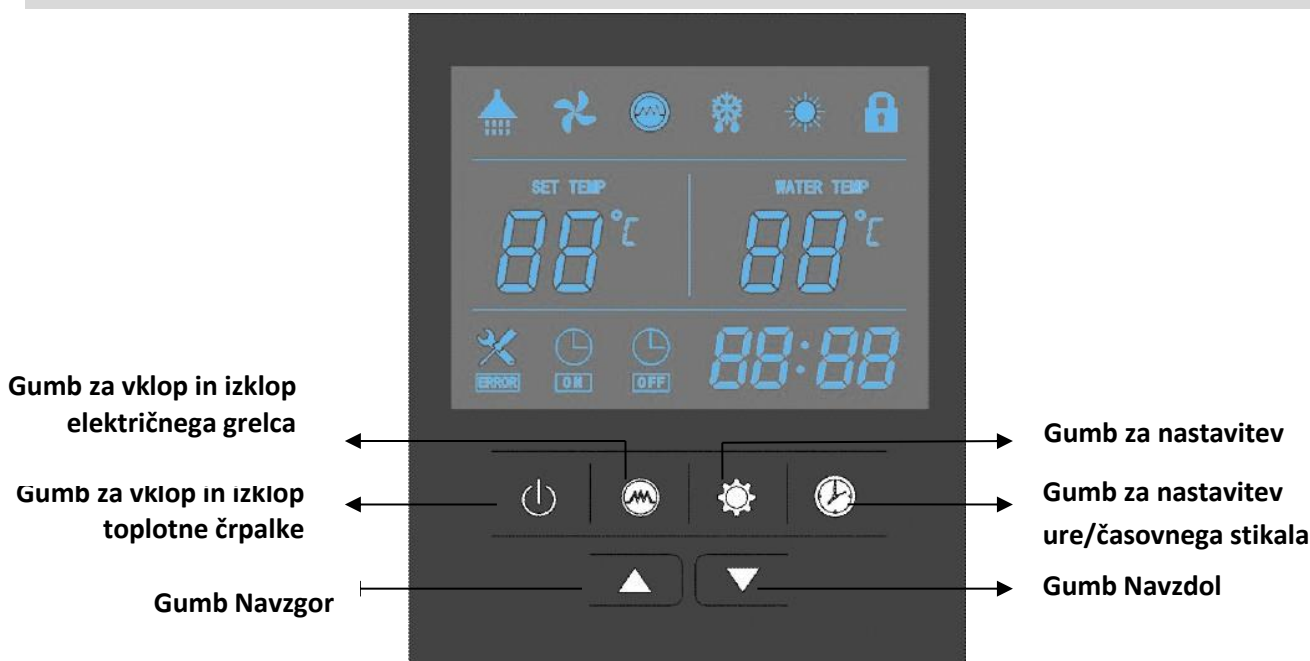 SET TEMP
WATER TEMP
88°C
88°C
ERROR
ON
OFF
88:88
Gumb za vklop in izklop
električnega grelca
Gumb za nastavitev
Gumb za vklop in izklop
toplotne črpalke
Gumb za nastavitev
ure/časovnega stikala
Gumb Navzgor
Gumb Navzdol